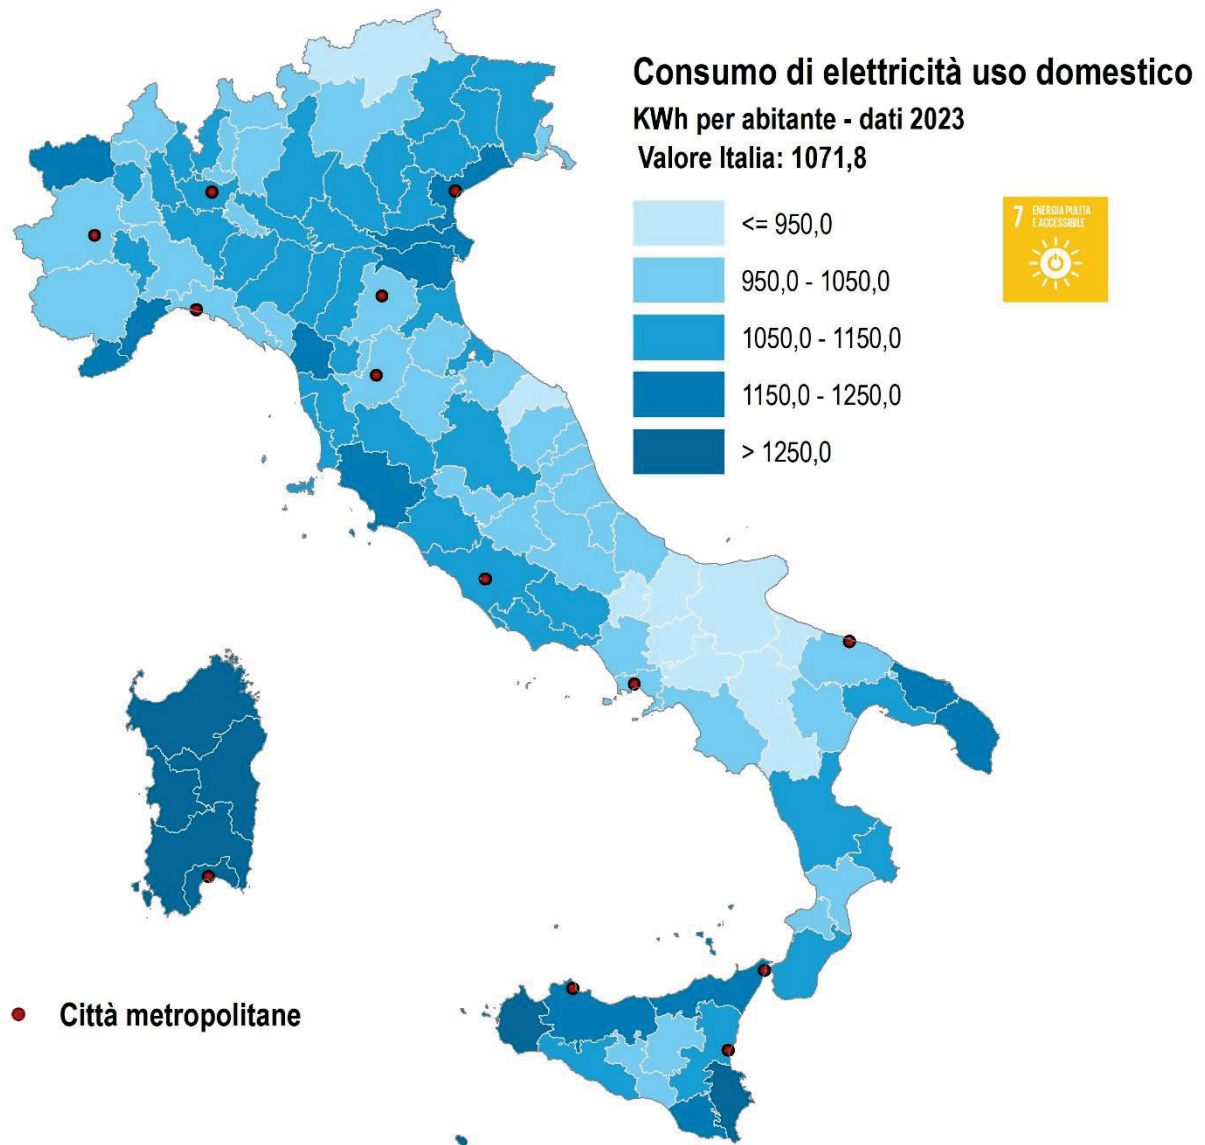 Consumo di elettricità uso domestico
KWh per abitante - dati 2023
Valore Italia: 1071,8
<= 950,0
950,0 - 1050,0
1050,0 - 1150,0
1150,0 - 1250,0
> 1250,0
7 ENERGIA PULITA
E ACCESSIBILE
Città metropolitane